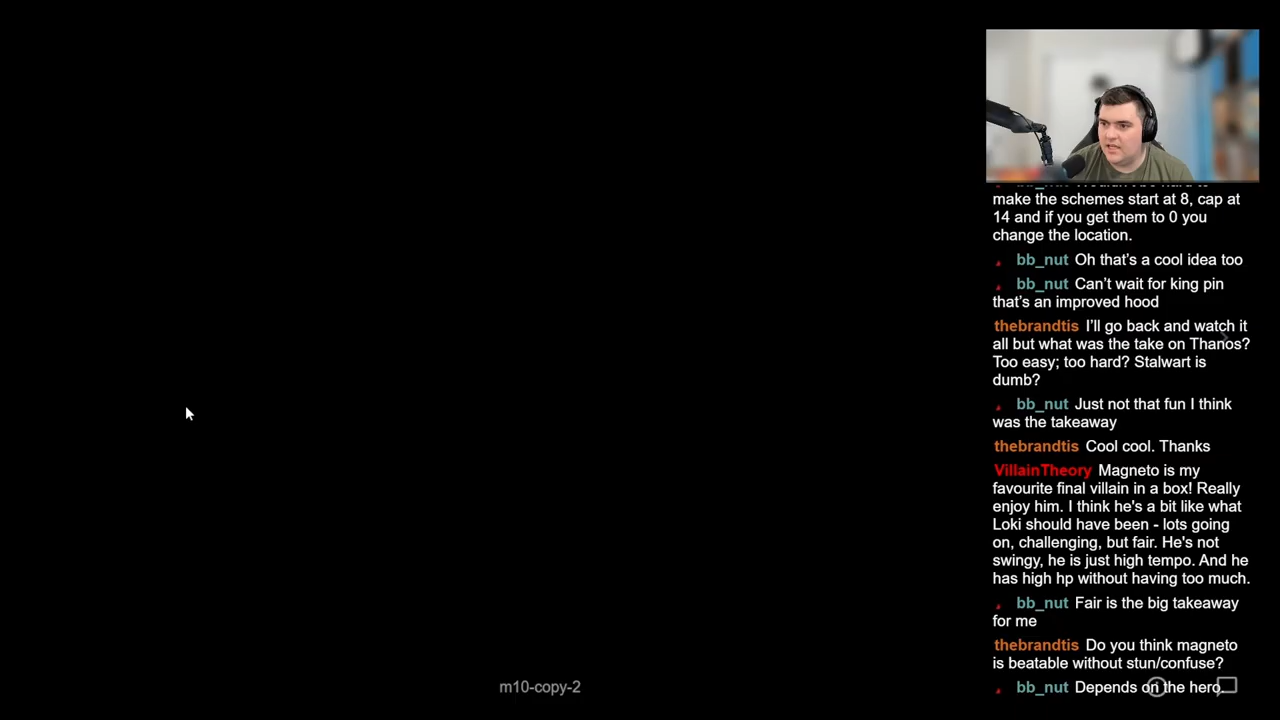 make the schemes start at 8, cap at
14 and if you get them to 0 you
change the location.
bb_nut Oh that's a cool idea too
bb_nut Can't wait for king pin
that's an improved hood
thebrandtis I'll go back and watch it
all but what was the take on Thanos?
Too easy; too hard? Stalwart is
dumb?
bb_nut Just not that fun I think
was the takeaway
thebrandtis Cool cool. Thanks
VillainTheory Magneto is my
favourite final villain in a box! Really
enjoy him. I think he's a bit like what
Loki should have been - lots going
on, challenging, but fair. He's not
swingy, he is just high tempo. And he
has high hp without having too much.
bb_nut Fair is the big takeaway
for me
thebrandtis Do you think magneto
is beatable without stun/confuse?
bb_nut Depends on the hero.
m10-copy-2